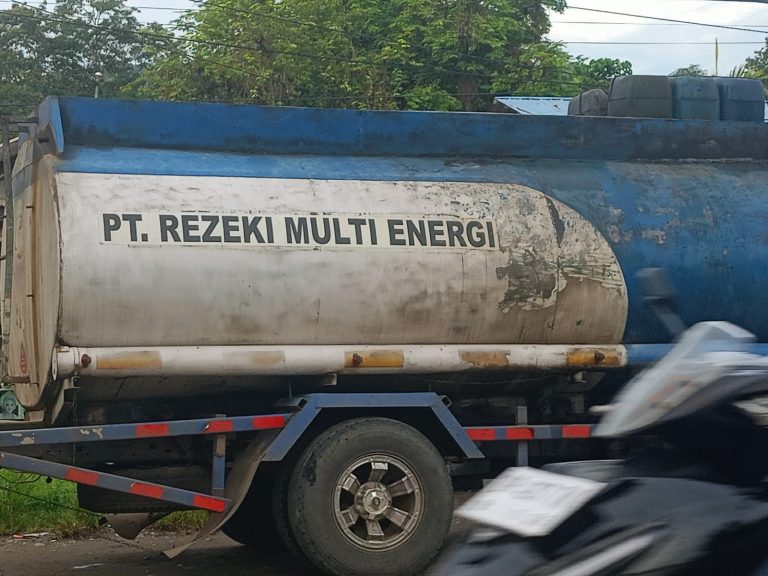 PT. REZEKI MULTI ENERGI